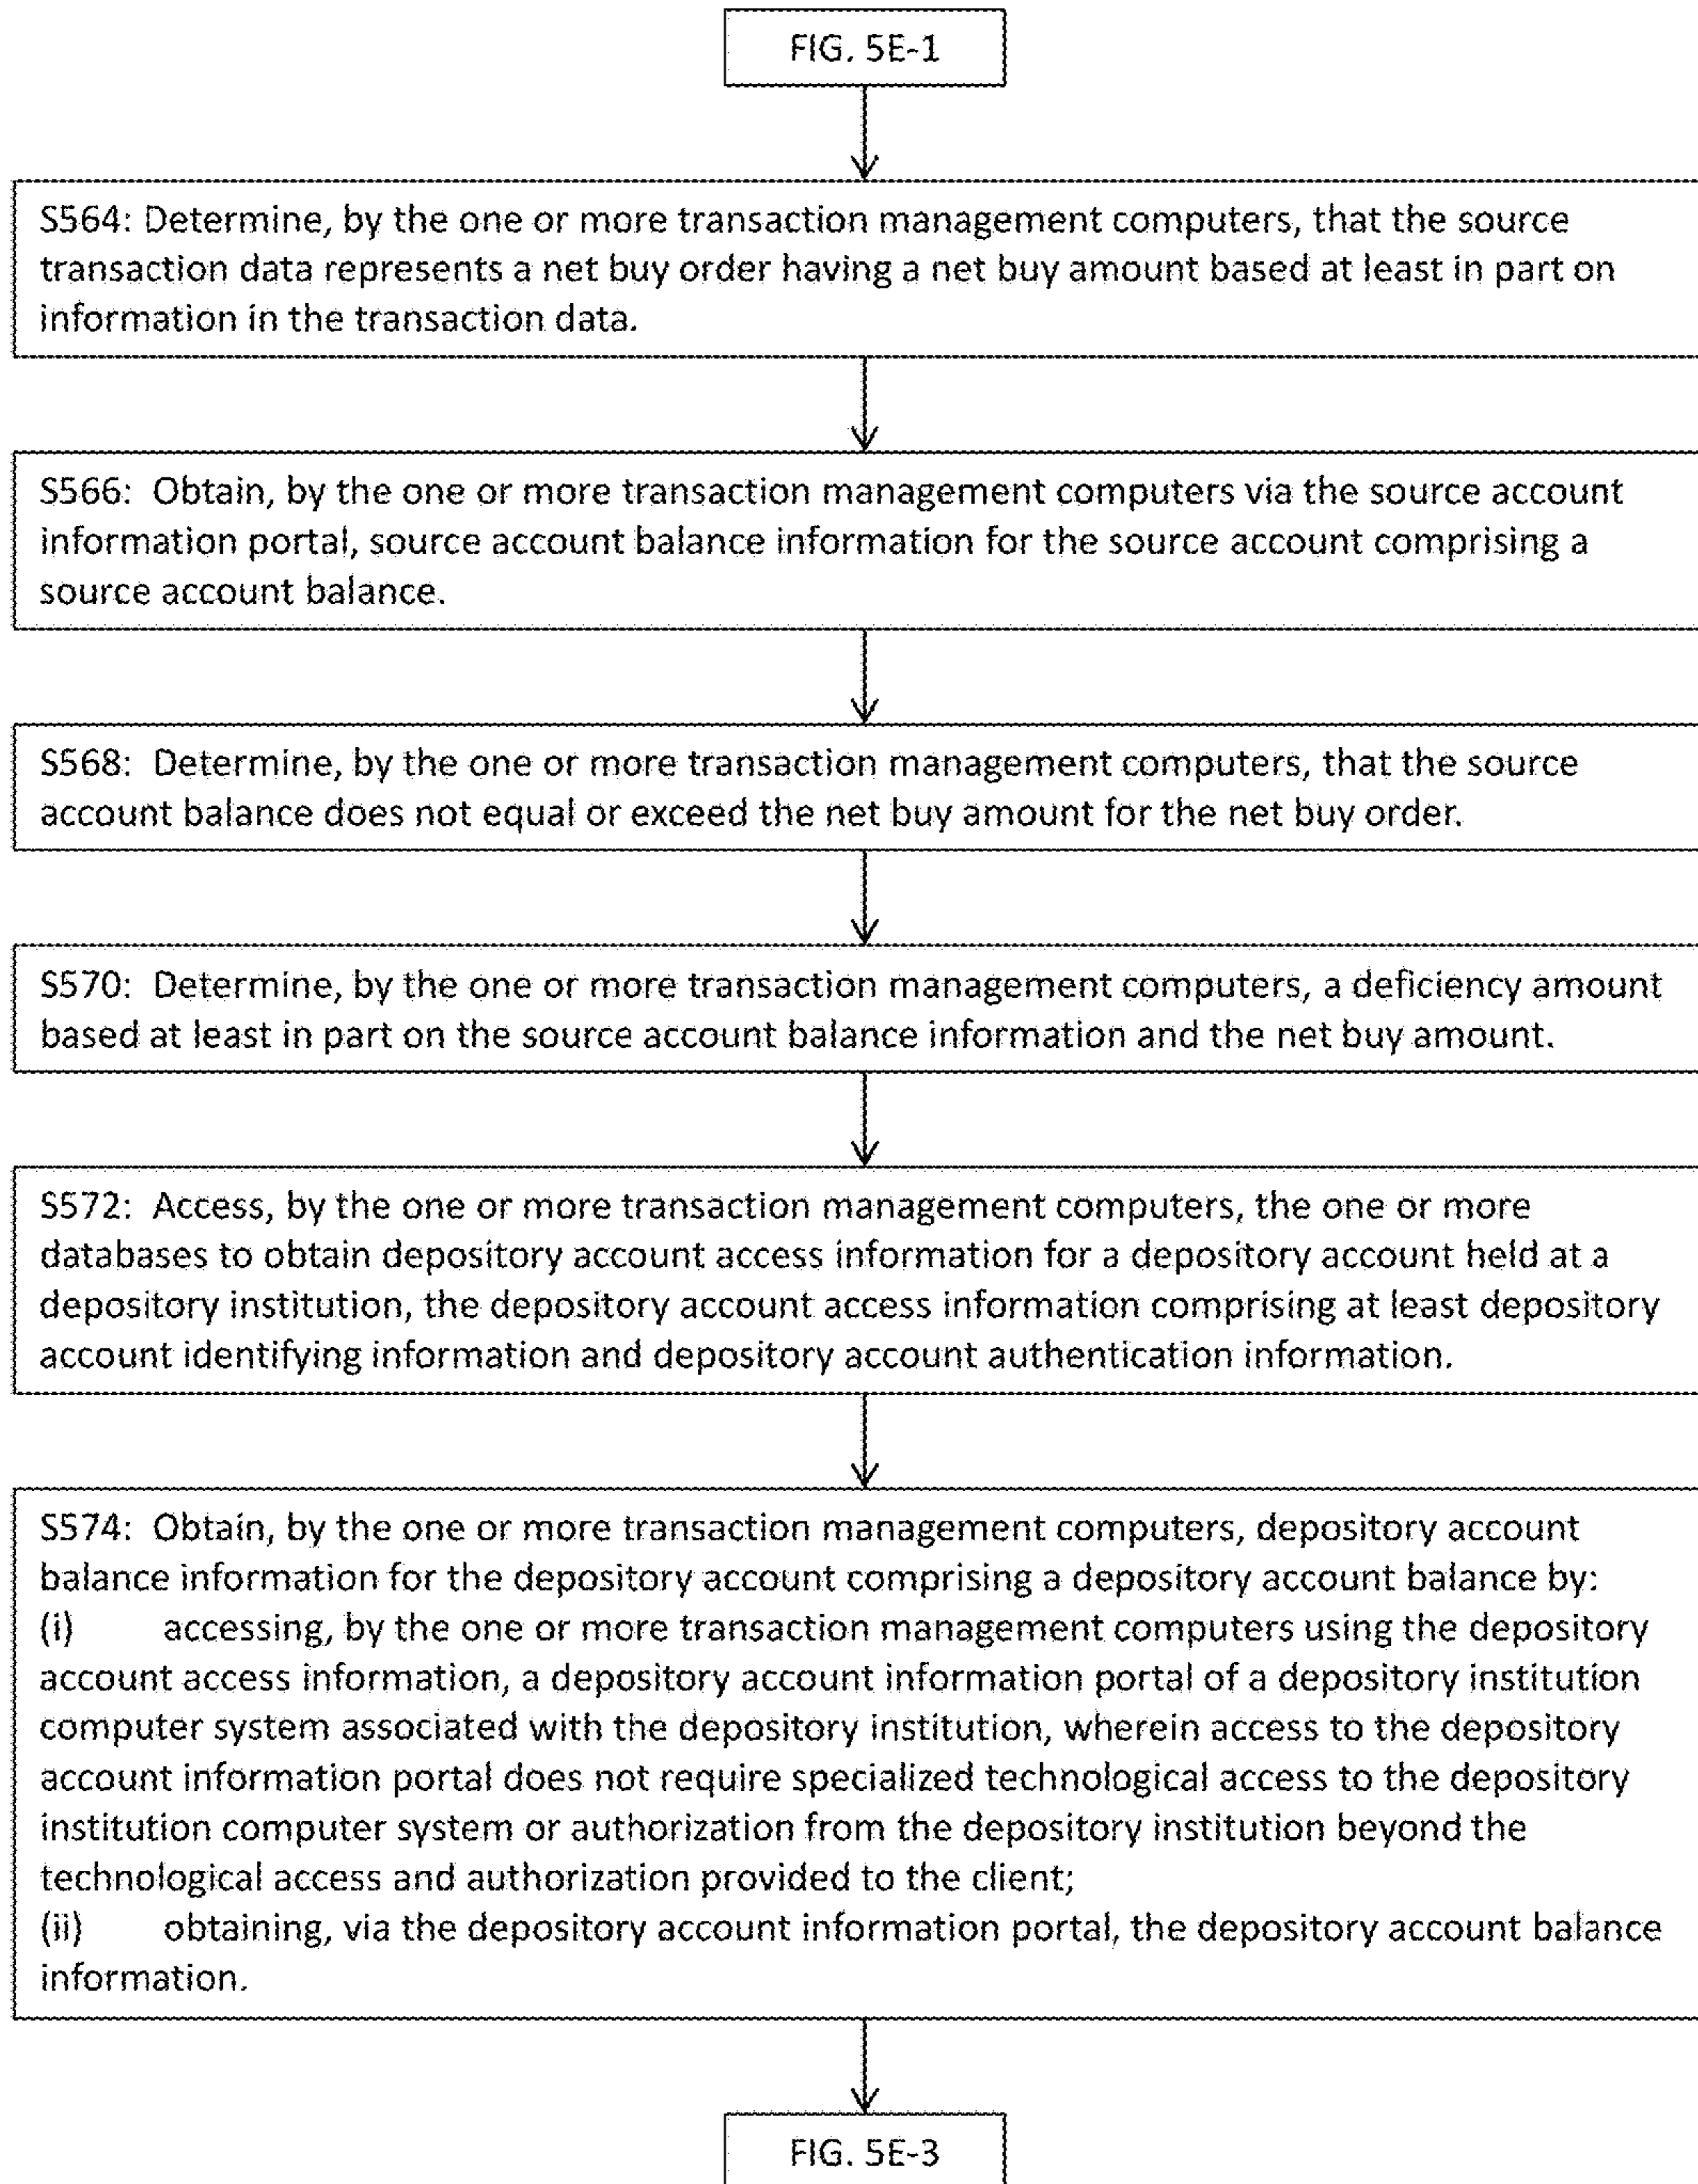 FIG. 5E-1
S564: Determine, by the one or more transaction management computers, that the source
transaction data represents a net buy order having a net buy amount based at least in part on
information in the transaction data.
S566: Obtain, by the one or more transaction management computers via the source account
information portal, source account balance information for the source account comprising a
source account balance.
S568: Determine, by the one or more transaction management computers, that the source
account balance does not equal or exceed the net buy amount for the net buy order.
S570: Determine, by the one or more transaction management computers, a deficiency amount
based at least in part on the source account balance information and the net buy amount.
S572: Access, by the one or more transaction management computers, the one or more
databases to obtain depository account access information for a depository account held at a
depository institution, the depository account access information comprising at least depository
account identifying information and depository account authentication information.
S574: Obtain, by the one or more transaction management computers, depository account
balance information for the depository account comprising a depository account balance by:
(i) accessing, by the one or more transaction management computers using the depository
account access information, a depository account information portal of a depository institution
computer system associated with the depository institution, wherein access to the depository
account information portal does not require specialized technological access to the depository
institution computer system or authorization from the depository institution beyond the
technological access and authorization provided to the client;
(ii) obtaining, via the depository account information portal, the depository account balance
information.
FIG. 5E-3